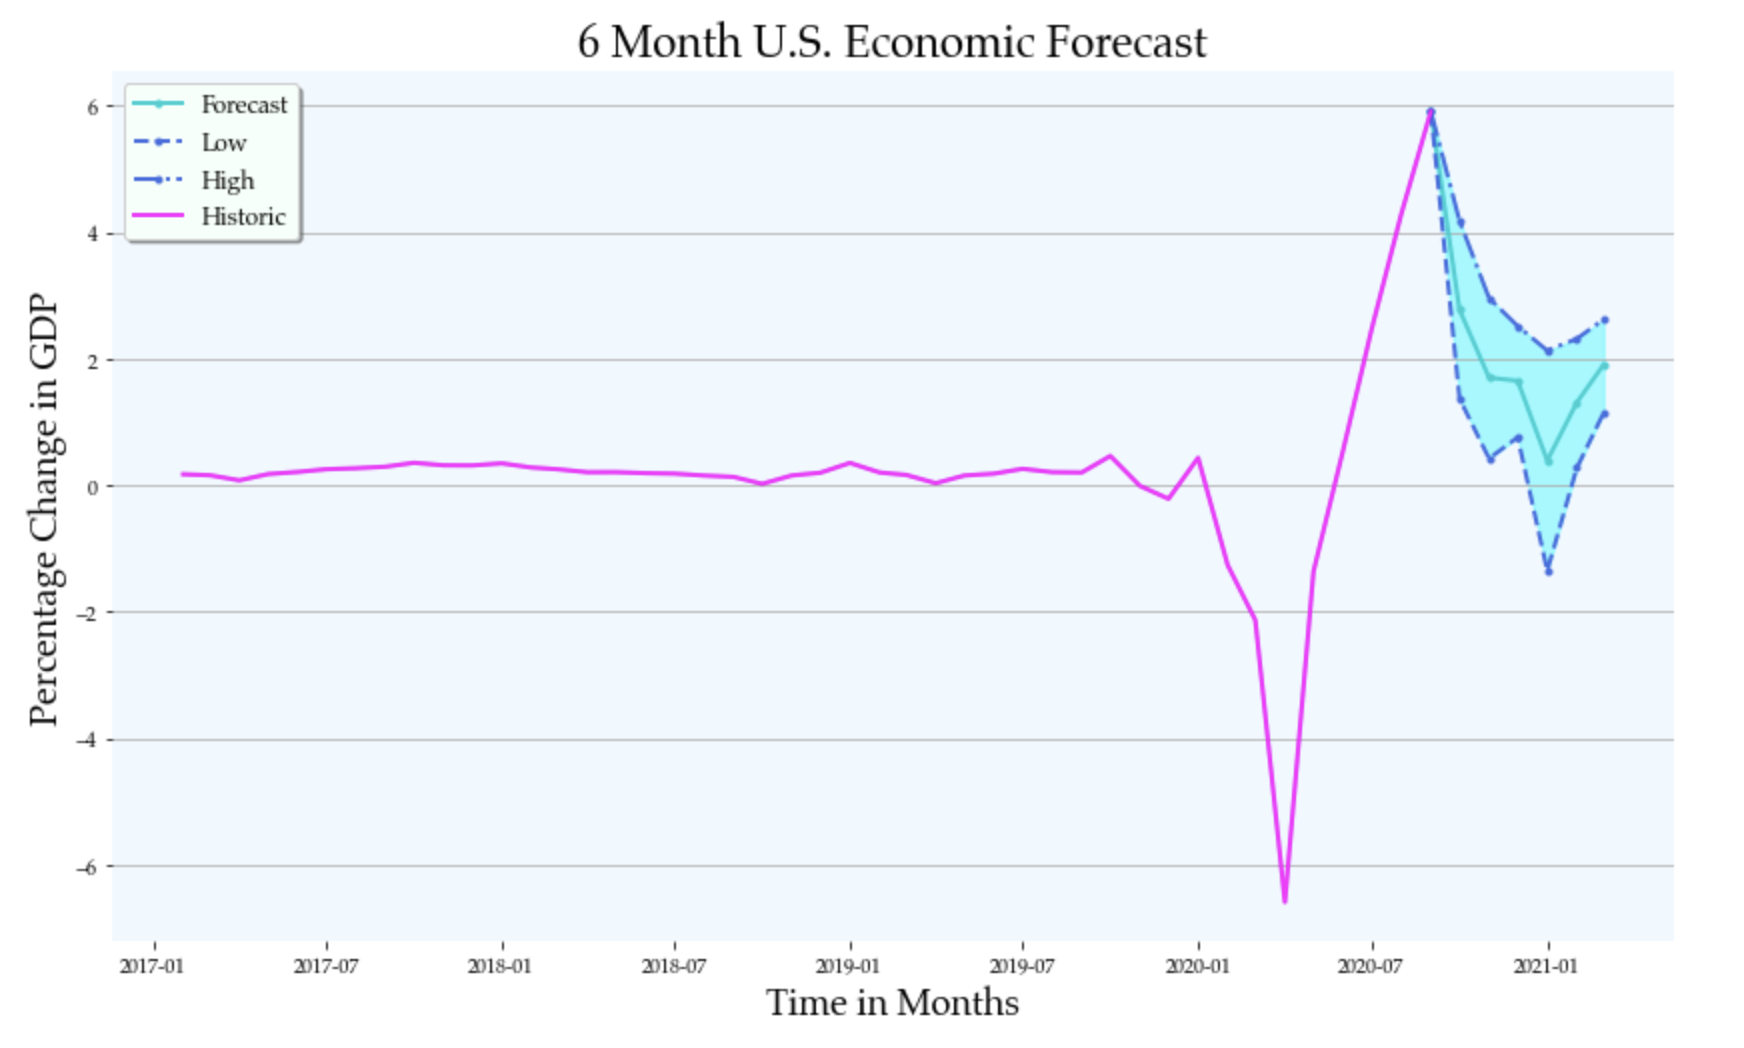 6 Month U.S. Economic Forecast
Forecast
Low
High
Historic
Percentage Change in GDP
6
4
2
0
–2
–4
–6
2017-01 2017-07 2018-01 2018-07 2019-01 2019-07 2020-01 2020-07 2021-01
Time in Months